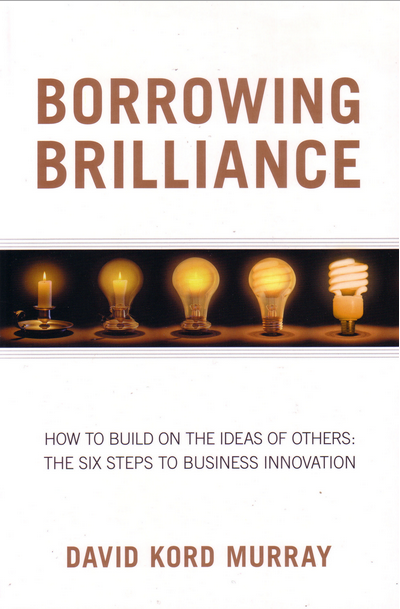 BORROWING
BRILLIANCE
HOW TO BUILD ON THE IDEAS OF OTHERS:
THE SIX STEPS TO BUSINESS INNOVATION
DAVID KORD MURRAY